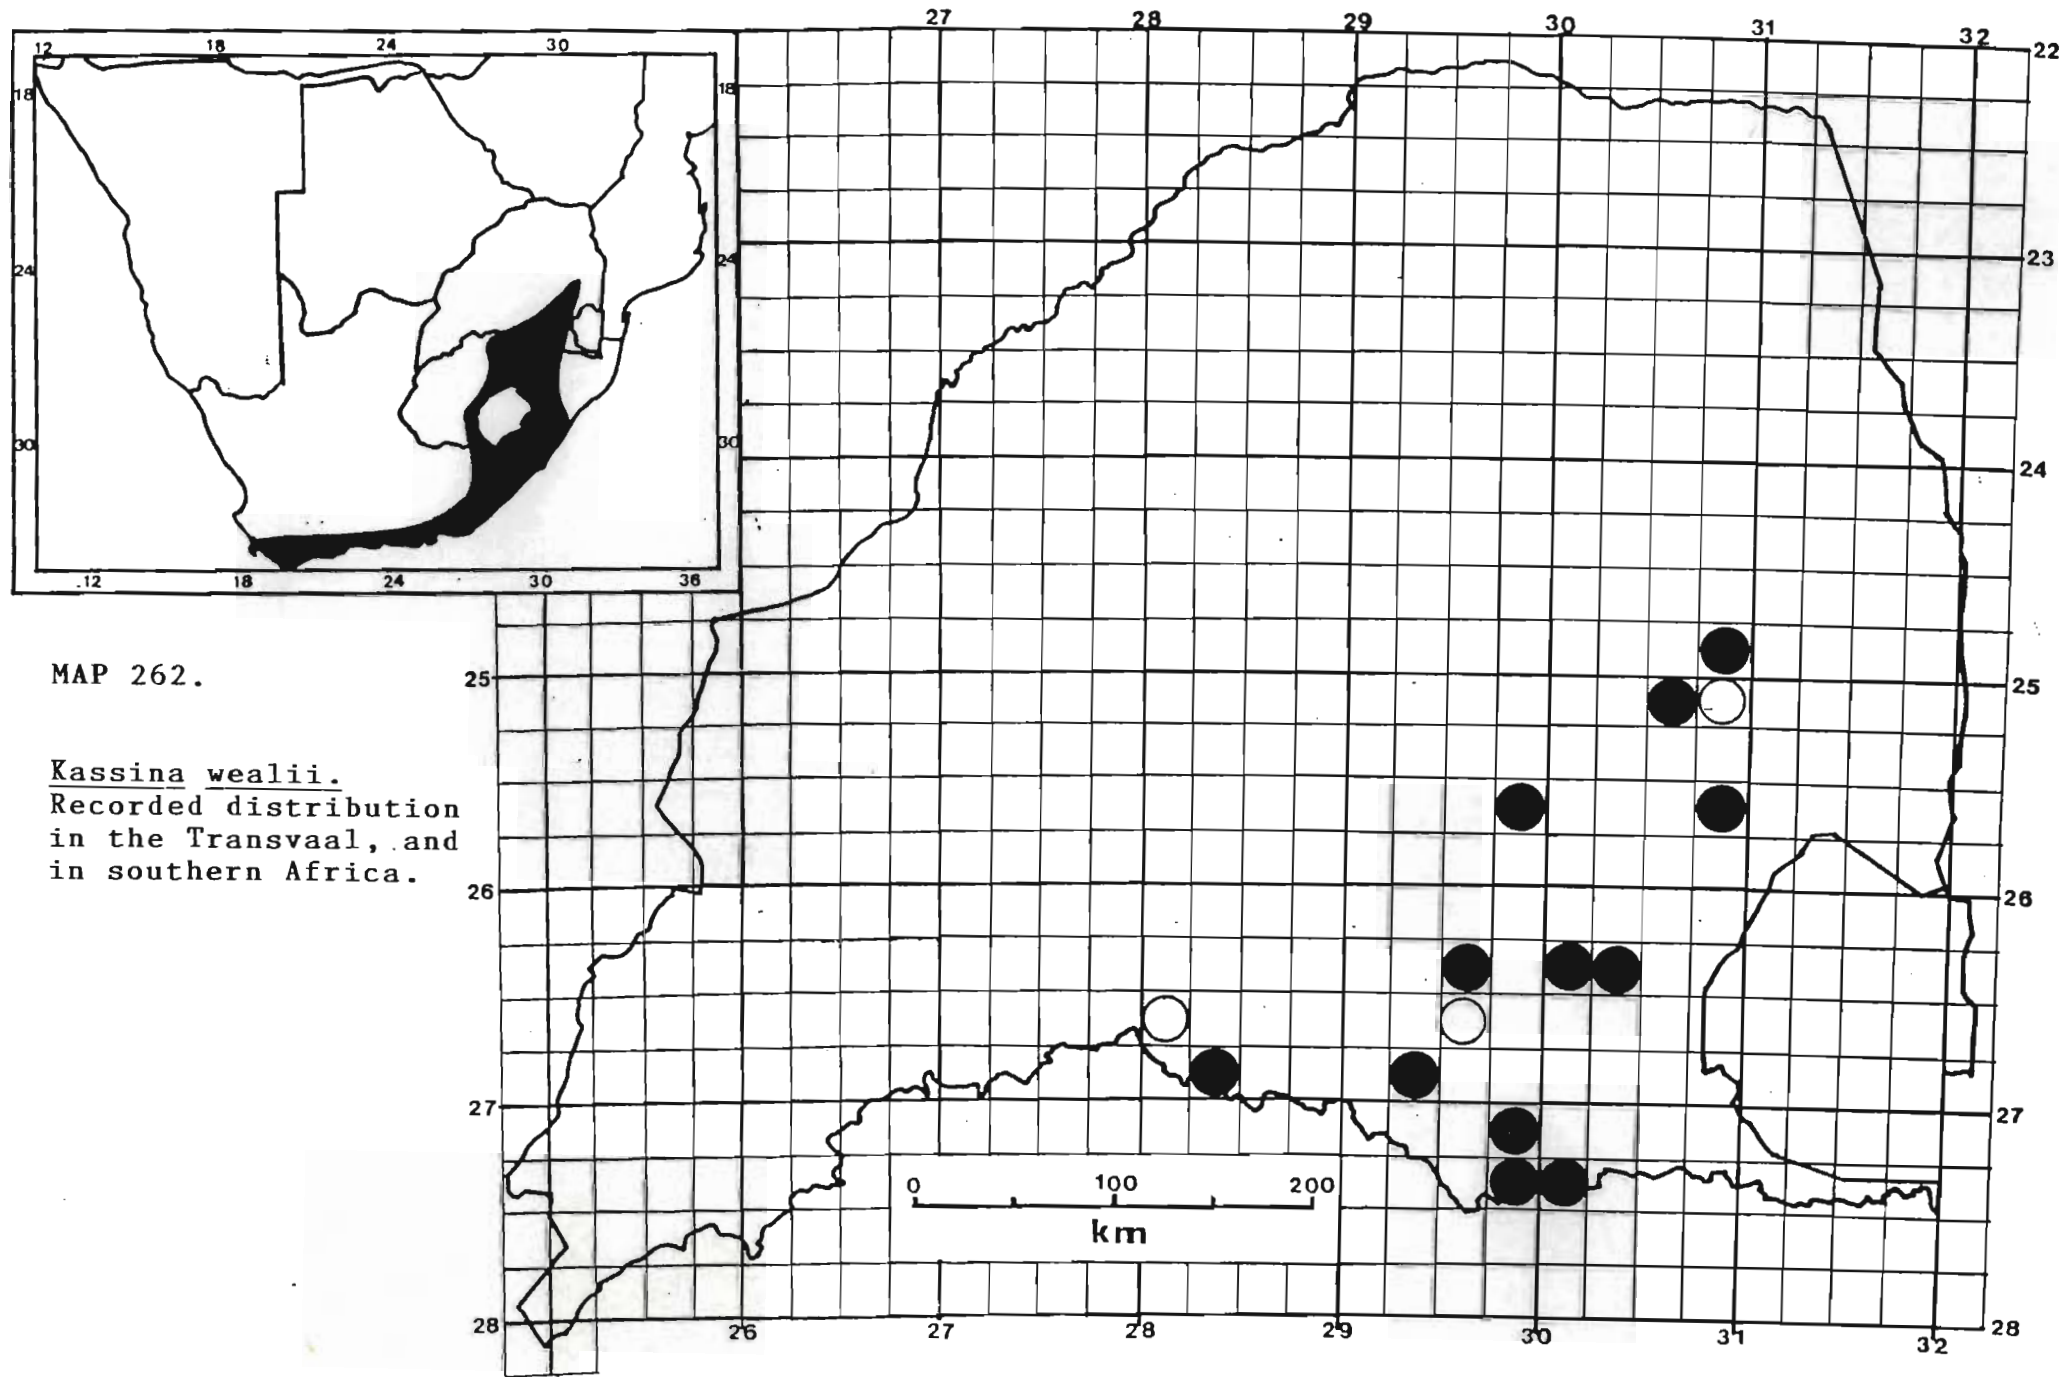 27 28 29 30 31 32
22
12 18 24 30
18 18
24 24
30 30
12 18 24 30 36
23
24
MAP 262.
25 25
Kassina wealii.
Recorded distribution
in the Transvaal, and
in southern Africa.
26 26
27 27
0 100 200
km
28 28
26 27 28 29 30 31 32